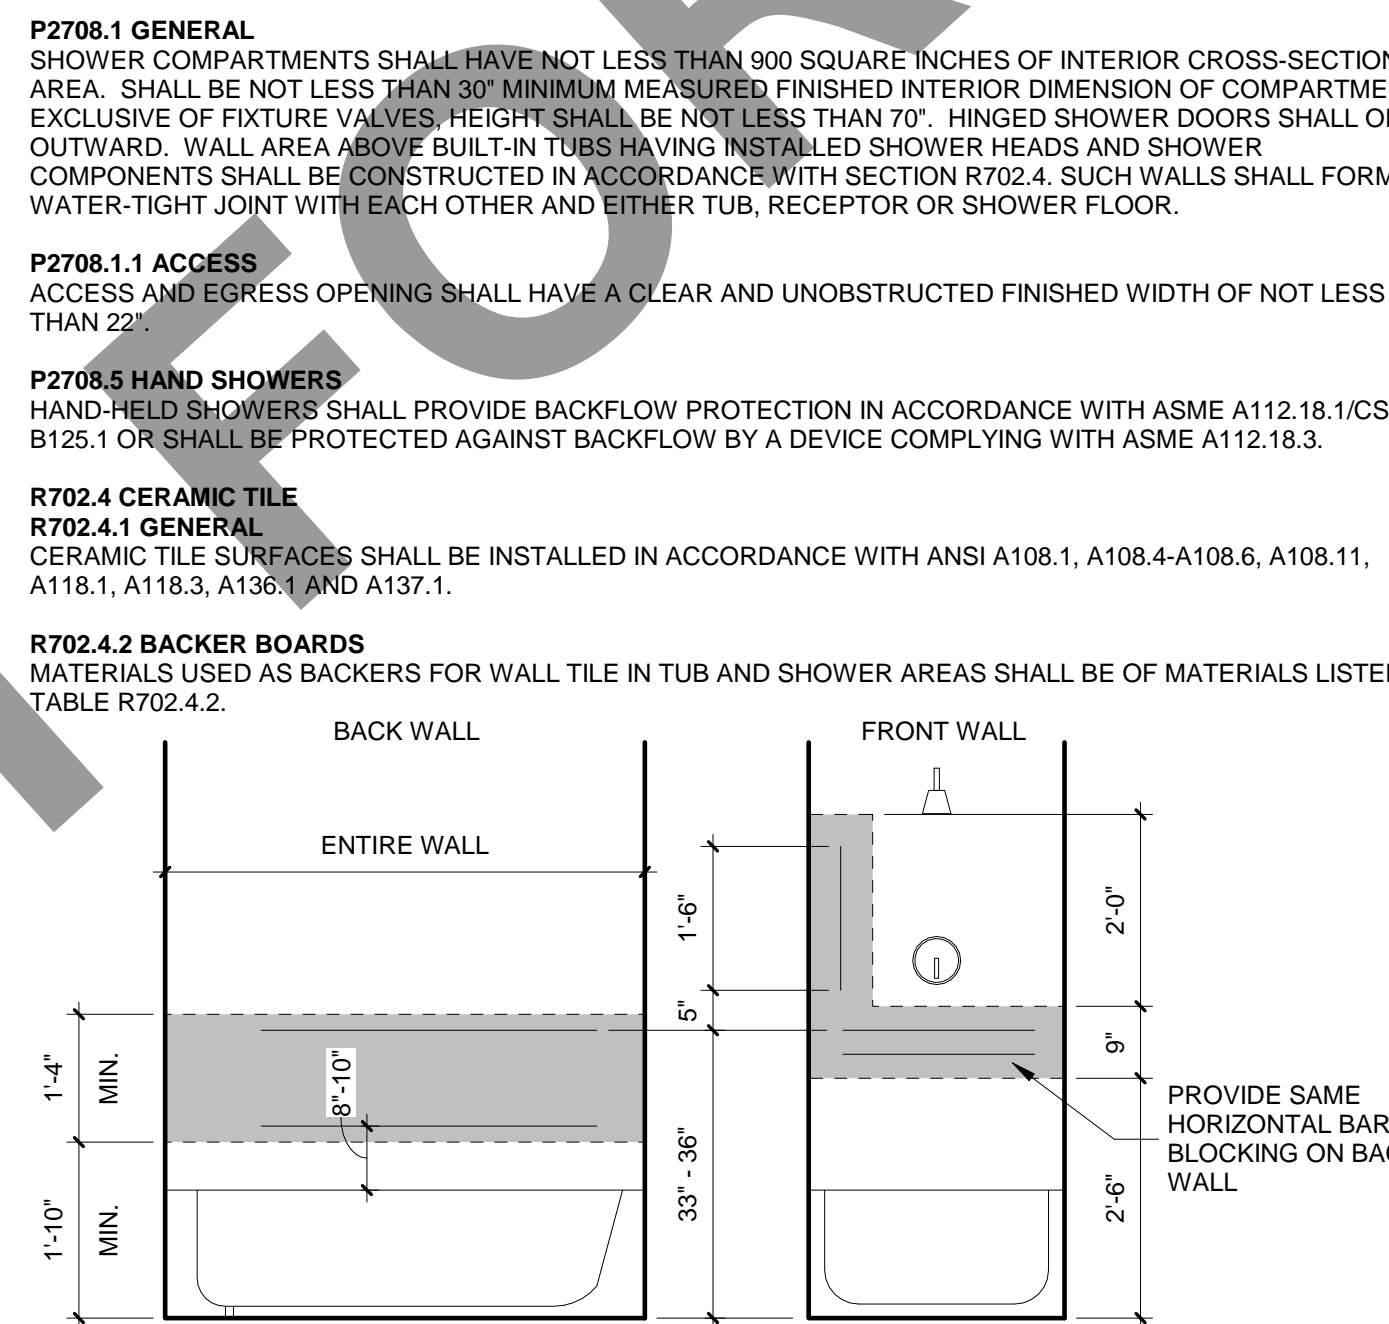 P2708.1 GENERAL
SHOWER COMPARTMENTS SHALL HAVE NOT LESS THAN 900 SQUARE INCHES OF INTERIOR CROSS-SECTION
AREA. SHALL BE NOT LESS THAN 30" MINIMUM MEASURED FINISHED INTERIOR DIMENSION OF COMPARTME
EXCLUSIVE OF FIXTURE VALVES, HEIGHT SHALL BE NOT LESS THAN 70". HINGED SHOWER DOORS SHALL
OUTWARD. WALL AREA ABOVE BUILT-IN TUBS HAVING INSTALLED SHOWER HEADS AND SHOWER
COMPONENTS SHALL BE CONSTRUCTED IN ACCORDANCE WITH SECTION R702.4. SUCH WALLS SHALL FORM
WATER-TIGHT JOINT WITH EACH OTHER AND EITHER TUB, RECEPTOR OR SHOWER FLOOR.
P2708.1.1 ACCESS
ACCESS AND EGRESS OPENING SHALL HAVE A CLEAR AND UNOBSTRUCTED FINISHED WIDTH OF NOT LESS
THAN 22".
P2708.5 HAND SHOWERS
HAND-HELD SHOWERS SHALL PROVIDE BACKFLOW PROTECTION IN ACCORDANCE WITH ASME A112.18.1/CS
B125.1 OR SHALL BE PROTECTED AGAINST BACKFLOW BY A DEVICE COMPLYING WITH ASME A112.18.3.
R702.4 CERAMIC TILE
R702.4.1 GENERAL
CERAMIC TILE SURFACES SHALL BE INSTALLED IN ACCORDANCE WITH ANSI A108.1, A108.4-A108.6, A108.11,
A118.1, A118.3, A136.1 AND A137.1.
R702.4.2 BACKER BOARDS
MATERIALS USED AS BACKERS FOR WALL TILE IN TUB AND SHOWER AREAS SHALL BE OF MATERIALS LISTE
TABLE R702.4.2.
BACK WALL
FRONT WALL
ENTIRE WALL
1'-6"
2'-0"
5"
9"
1'-4"
MIN.
8"-10"
PROVIDE SAME
HORIZONTAL BAR
BLOCKING ON BAC
WALL
33" - 36"
2'-6"
1'-10"
MIN.
FOR